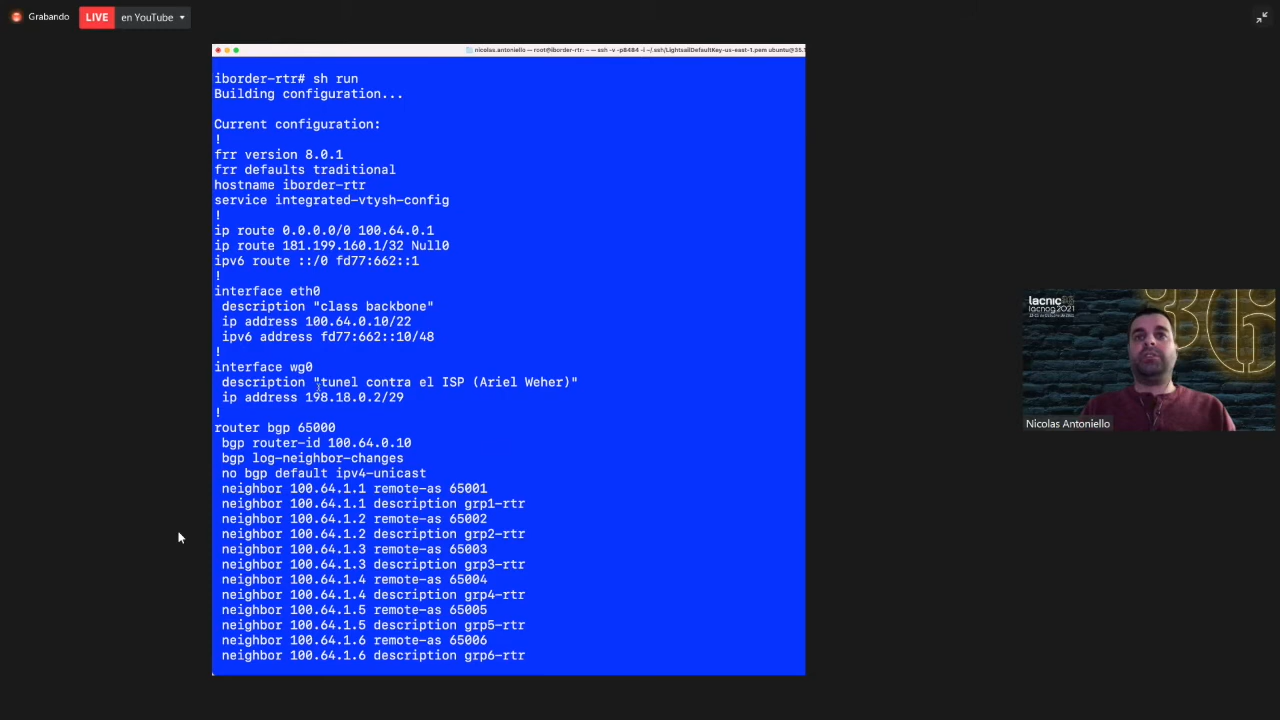 Grabando
LIVE en YouTube
nicolas.antoniello — root@iborder-rtr: ~ — ssh -v -p8484 -i ~/.ssh/LightsailDefaultKey-us-east-1.pem ubuntu@35.1
iborder-rtr# sh run
Building configuration...
Current configuration:
!
frr version 8.0.1
frr defaults traditional
hostname iborder-rtr
service integrated-vtysh-config
!
ip route 0.0.0.0/0 100.64.0.1
ip route 181.199.160.1/32 Null0
ipv6 route ::/0 fd77:662::1
!
interface eth0
description "class backbone"
ip address 100.64.0.10/22
ipv6 address fd77:662::10/48
!
interface wg0
description "tunel contra el ISP (Ariel Weher)"
ip address 198.18.0.2/29
!
router bgp 65000
bgp router-id 100.64.0.10
bgp log-neighbor-changes
no bgp default ipv4-unicast
neighbor 100.64.1.1 remote-as 65001
neighbor 100.64.1.1 description grp1-rtr
neighbor 100.64.1.2 remote-as 65002
neighbor 100.64.1.2 description grp2-rtr
neighbor 100.64.1.3 remote-as 65003
neighbor 100.64.1.3 description grp3-rtr
neighbor 100.64.1.4 remote-as 65004
neighbor 100.64.1.4 description grp4-rtr
neighbor 100.64.1.5 remote-as 65005
neighbor 100.64.1.5 description grp5-rtr
neighbor 100.64.1.6 remote-as 65006
neighbor 100.64.1.6 description grp6-rtr
lacnic36
lacnog2021
Nicolas Antoniello